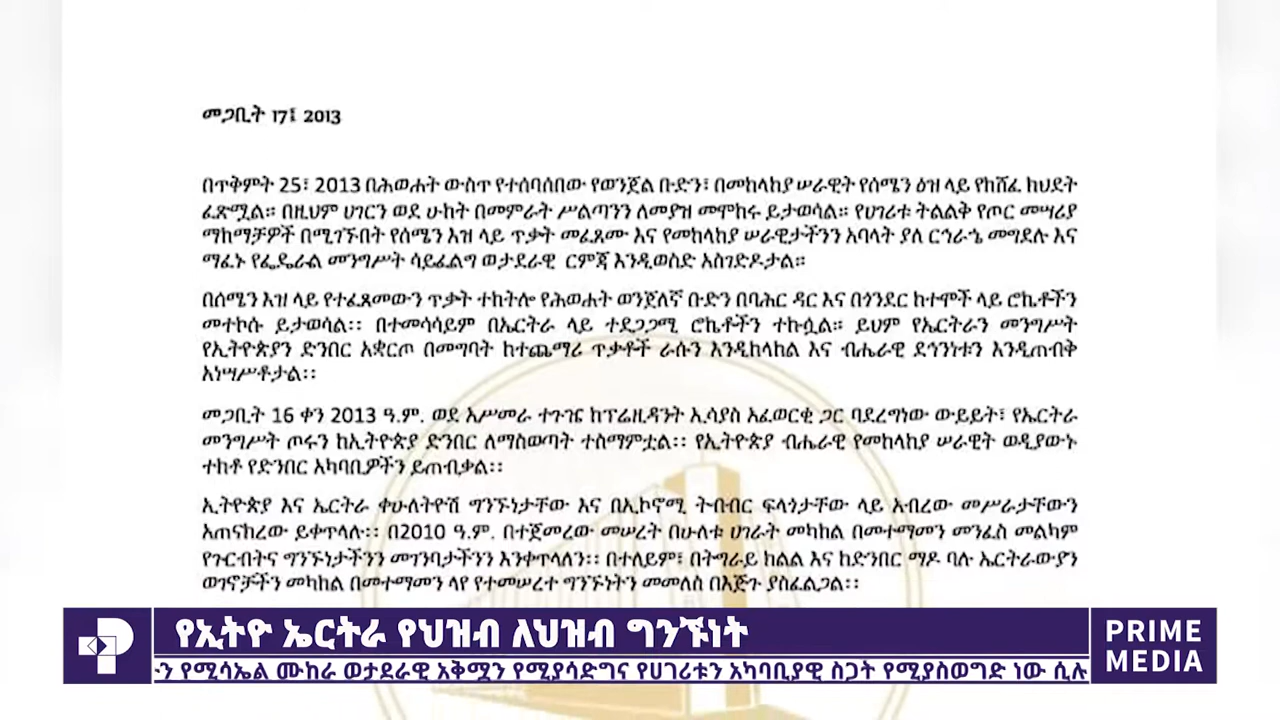 መጋቢት 17፤ 2013
በጥቅምት 25፣ 2013 በሕወሐት ውስጥ የተሰባሰበው የወንጀል ቡድን፣ በመከላከያ ሠራዊት የሰሜን ዕዝ ላይ የከሸፈ ክህደት
ፈጽሟል። በዚህም ሀገርን ወደ ሁከት በመምራት ሥልጣንን ለመያዝ መሞከሩ ይታወሳል። የሀገሪቱ ትልልቅ የጦር መሣሪያ
ማከማቻዎች በሚገኙበት የሰሜን እዝ ላይ ጥቃት መፈጸሙ እና የመከላከያ ሠራዊታችንን አባላት ያለ ርኅራኄ መግደሉ እና
ማፈኑ የፌዴራል መንግሥት ሳይፈልግ ወታደራዊ ርምጃ እንዲወስድ አስገድዶታል።
በሰሜን እዝ ላይ የተፈጸመውን ጥቃት ተከትሎ የሕወሐት ወንጀለኛ ቡድን በባሕር ዳር እና በጎንደር ከተሞች ላይ ሮኬቶችን
መተኮሱ ይታወሳል፡፡ በተመሳሳይም በኤርትራ ላይ ተደጋጋሚ ሮኬቶችን ተኩሷል። ይህም የኤርትራን መንግሥት
የኢትዮጵያን ድንበር አቋርጦ በመግባት ከተጨማሪ ጥቃቶች ራሱን እንዲከላከል እና ብሔራዊ ደኅንነቱን እንዲጠብቅ
አነሣሥቶታል፡፡
መጋቢት 16 ቀን 2013 ዓ.ም. ወደ አሥመራ ተጉዤ ከፕሬዚዳንት ኢሳያስ አፈወርቂ ጋር ባደረግነው ውይይት፣ የኤርትራ
መንግሥት ጦሩን ከኢትዮጵያ ድንበር ለማስወጣት ተስማምቷል፡፡ የኢትዮጵያ ብሔራዊ የመከላከያ ሠራዊት ወዲያውኑ
ተክቶ የድንበር አካባቢዎችን ይጠብቃል፡፡
ኢትዮጵያ እና ኤርትራ ቀሁለትዮሽ ግንኙነታቸው እና በኢኮኖሚ ትብብር ፍላጎታቸው ላይ አብረው መሥራታቸውን
አጠናክረው ይቀጥላሉ፡፡ በ2010 ዓ.ም. በተጀመረው መሠረት በሁለቱ ሀገራት መካከል በመተማመን መንፈስ መልካም
የጉርብትና ግንኙነታችንን መገንባታችንን እንቀጥላለን፡፡ በተለይም፣ በትግራይ ክልል እና ከድንበር ማዶ ባሉ ኤርትራውያን
ወገኖቻችን መካከል በመተማመን ላየ የተመሠረተ ግንኙነትን መመለስ በእጅጉ ያስፈልጋል፡፡
የኢትዮ ኤርትራ የህዝብ ለህዝብ ግንኙነት
PRIME
MEDIA
ን የሚሳኤል ሙከራ ወታደራዊ አቅሟን የሚያሳድግና የሀገሪቱን አካባቢያዊ ስጋት የሚያስወግድ ነው ሲሉ